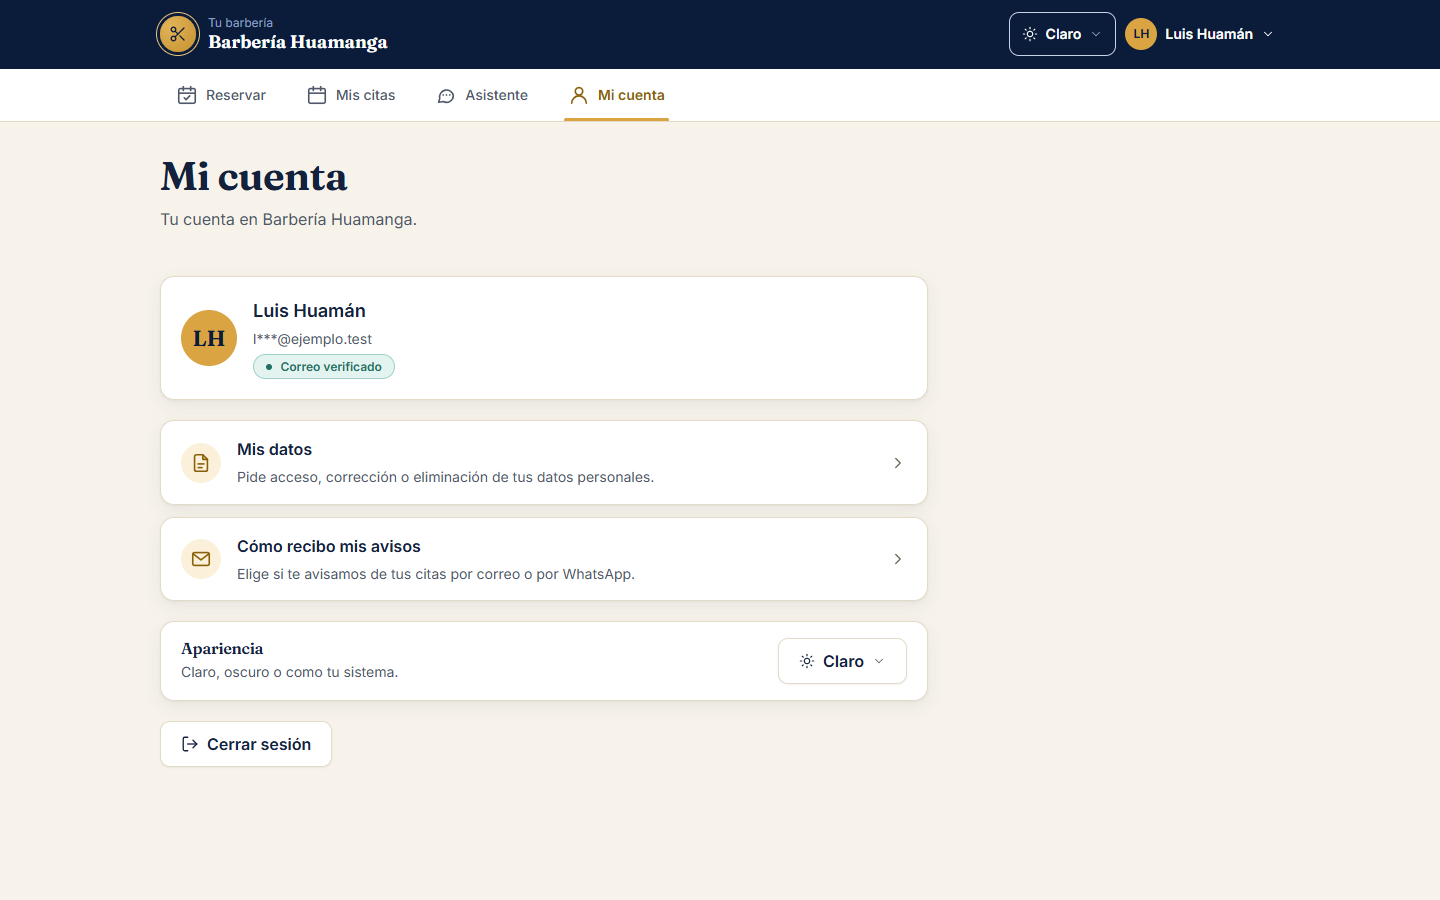 Tu barbería
Barbería Huamanga
Claro
LH
Luis Huamán
Reservar
Mis citas
Asistente
Mi cuenta
Mi cuenta
Tu cuenta en Barbería Huamanga.
LH
Luis Huamán
l***@ejemplo.test
Correo verificado
Mis datos
Pide acceso, corrección o eliminación de tus datos personales.
Cómo recibo mis avisos
Elige si te avisamos de tus citas por correo o por WhatsApp.
Apariencia
Claro, oscuro o como tu sistema.
Claro
Cerrar sesión